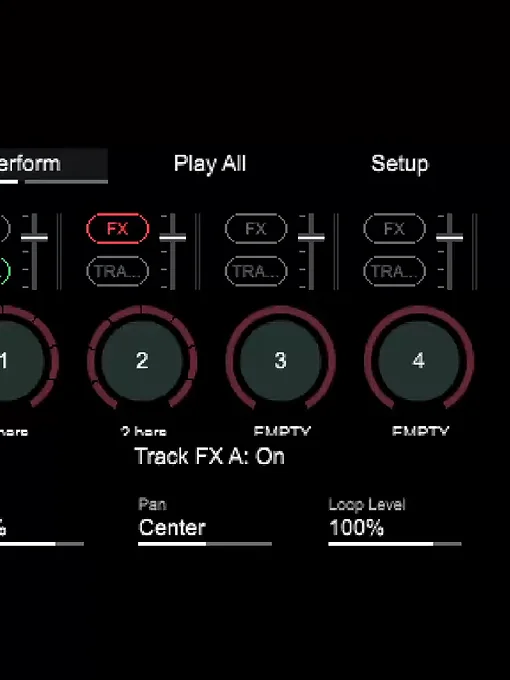 erform Play All Setup
FX FX FX
TRA... TRA... TRA...
1 2 3 4
2 bars EMPTY EMPTY
Track FX A: On
Pan Loop Level
% Center 100%